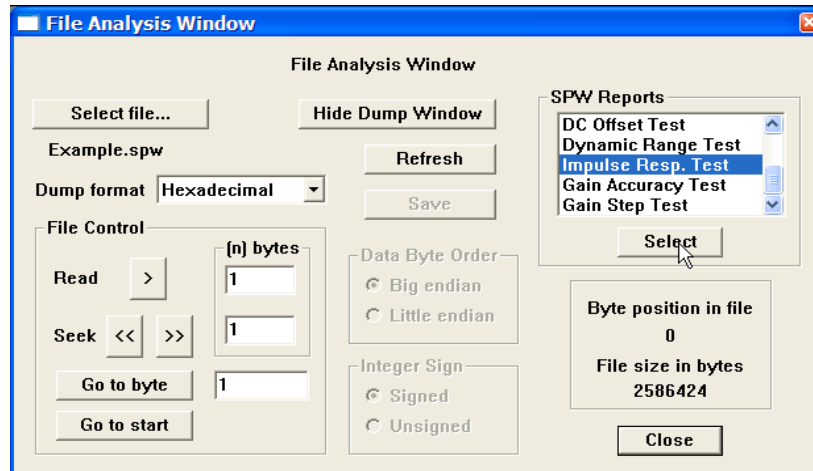 File Analysis Window
File Analysis Window
Select file...
Hide Dump Window
Example.spw
Refresh
Dump format Hexadecimal
Save
File Control
(n) bytes
Read > 1
Seek << >> 1
Go to byte 1
Go to start
Data Byte Order
Big endian
Little endian
Integer Sign
Signed
Unsigned
SPW Reports
DC Offset Test
Dynamic Range Test
Impulse Resp. Test
Gain Accuracy Test
Gain Step Test
Select
Byte position in file
0
File size in bytes
2586424
Close